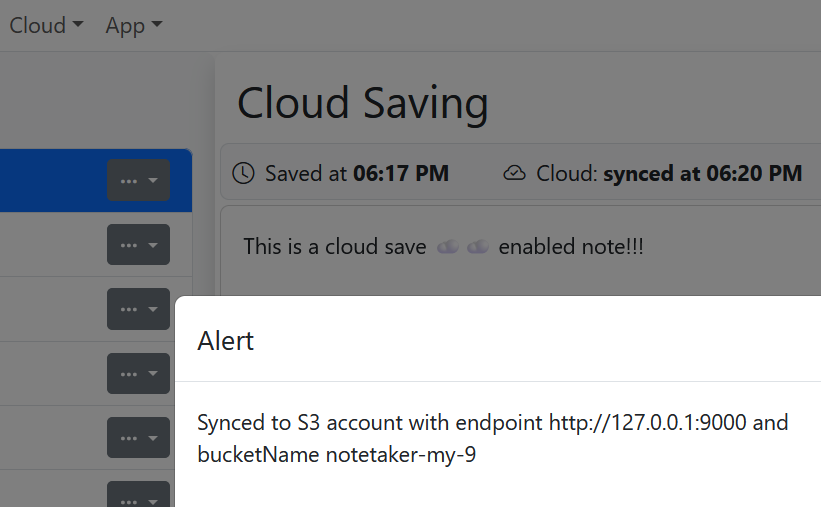 Cloud App
Cloud Saving
Saved at 06:17 PM Cloud: synced at 06:20 PM
This is a cloud save ☁️☁️ enabled note!!!
Alert
Synced to S3 account with endpoint http://127.0.0.1:9000 and
bucketName notetaker-my-9